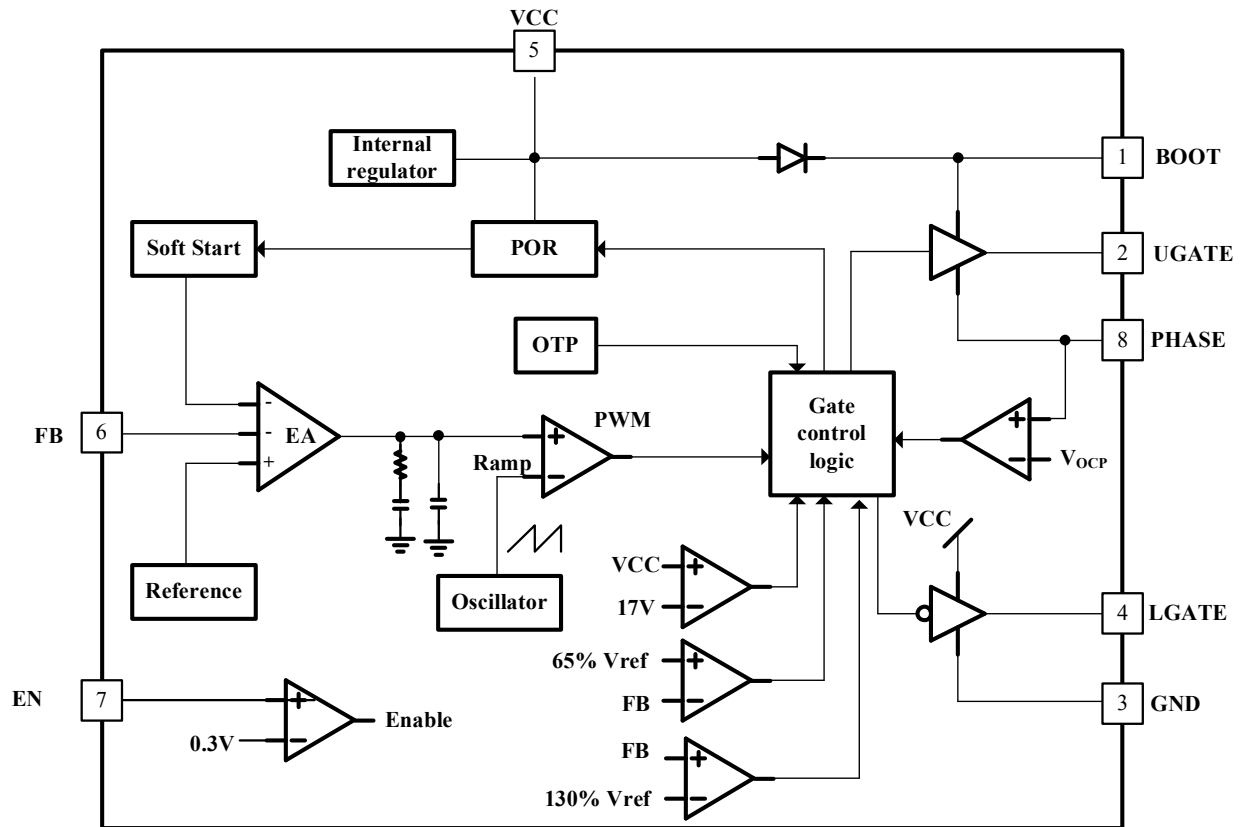 VCC
5
Internal
regulator
1 BOOT
Soft Start
POR
2 UGATE
OTP
8 PHASE
Gate
control
logic
+
-
V_OCP
-
FB 6
-
EA
+
PWM
+
Ramp
-
VCC
Reference
Oscillator
VCC +
17V -
4 LGATE
65% Vref +
FB -
EN 7
+
Enable
0.3V -
3 GND
FB +
130% Vref -